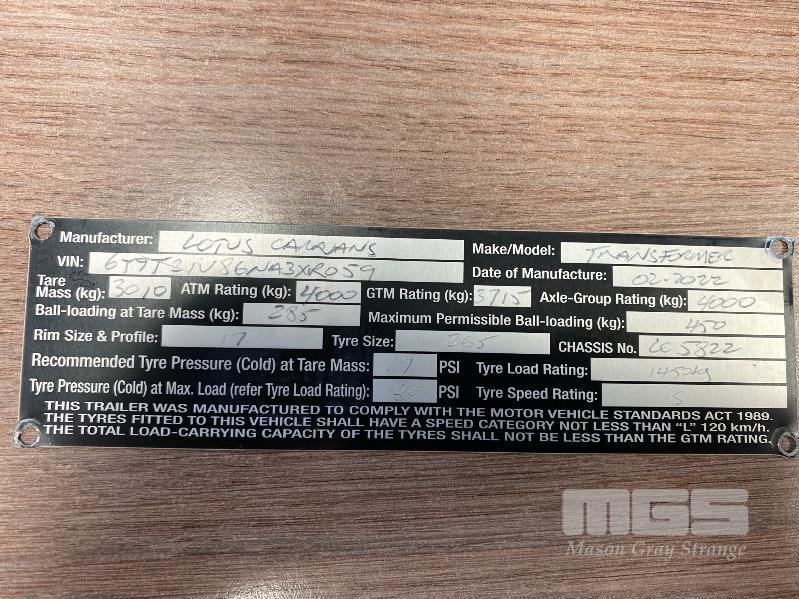 Manufacturer: LOTUS CARAVANS Make/Model: TRANSFORMER
VIN: 6T9T21V86NA3XR059 Date of Manufacture: 02-2022
Tare Mass (kg): 3010 ATM Rating (kg): 4000 GTM Rating (kg): 3715 Axle-Group Rating (kg): 4000
Ball-loading at Tare Mass (kg): 285 Maximum Permissible Ball-loading (kg): 450
Rim Size & Profile: 17 Tyre Size: 265 CHASSIS No. LC5822
Recommended Tyre Pressure (Cold) at Tare Mass: PSI Tyre Load Rating: 1450kg
Tyre Pressure (Cold) at Max. Load (refer Tyre Load Rating): PSI Tyre Speed Rating: S
THIS TRAILER WAS MANUFACTURED TO COMPLY WITH THE MOTOR VEHICLE STANDARDS ACT 1989.
THE TYRES FITTED TO THIS VEHICLE SHALL HAVE A SPEED CATEGORY NOT LESS THAN "L" 120 km/h.
THE TOTAL LOAD-CARRYING CAPACITY OF THE TYRES SHALL NOT BE LESS THAN THE GTM RATING.
MGS
Mason Gray Strange